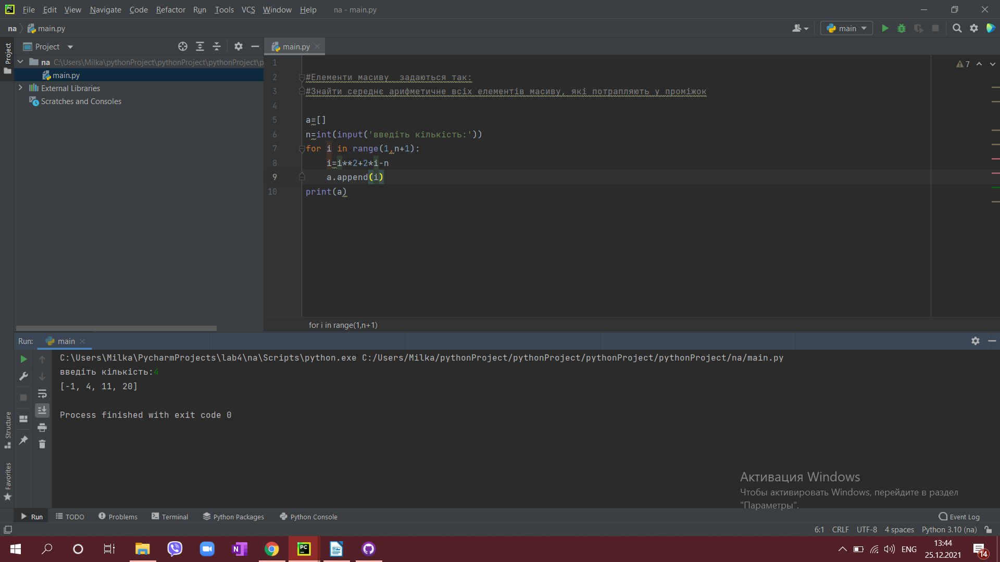 File Edit View Navigate Code Refactor Run Tools VCS Window Help na - main.py
na main.py main
Project main.py
na C:\Users\Milka\pythonProject\pythonProject\pythonProject\p
main.py
External Libraries
Scratches and Consoles
Project
Structure
Favorites
7
1
2 #Елементи масиву  задаються так:
3 #Знайти середнє арифметичне всіх елементів масиву, які потрапляють у проміжок
4
5 a=[]
6 n=int(input('введіть кількість:'))
7 for i in range(1,n+1):
8     i=i**2+2*i-n
9     a.append(i)
10 print(a)
for i in range(1,n+1)
Run: main
C:\Users\Milka\PycharmProjects\lab4\na\Scripts\python.exe C:/Users/Milka/pythonProject/pythonProject/pythonProject/pythonProject/na/main.py
введіть кількість:4
[-1, 4, 11, 20]
Process finished with exit code 0
Активация Windows
Чтобы активировать Windows, перейдите в раздел
"Параметры".
Run TODO Problems Terminal Python Packages Python Console Event Log
6:1 CRLF UTF-8 4 spaces Python 3.10 (na)
ENG 13:44
25.12.2021
14